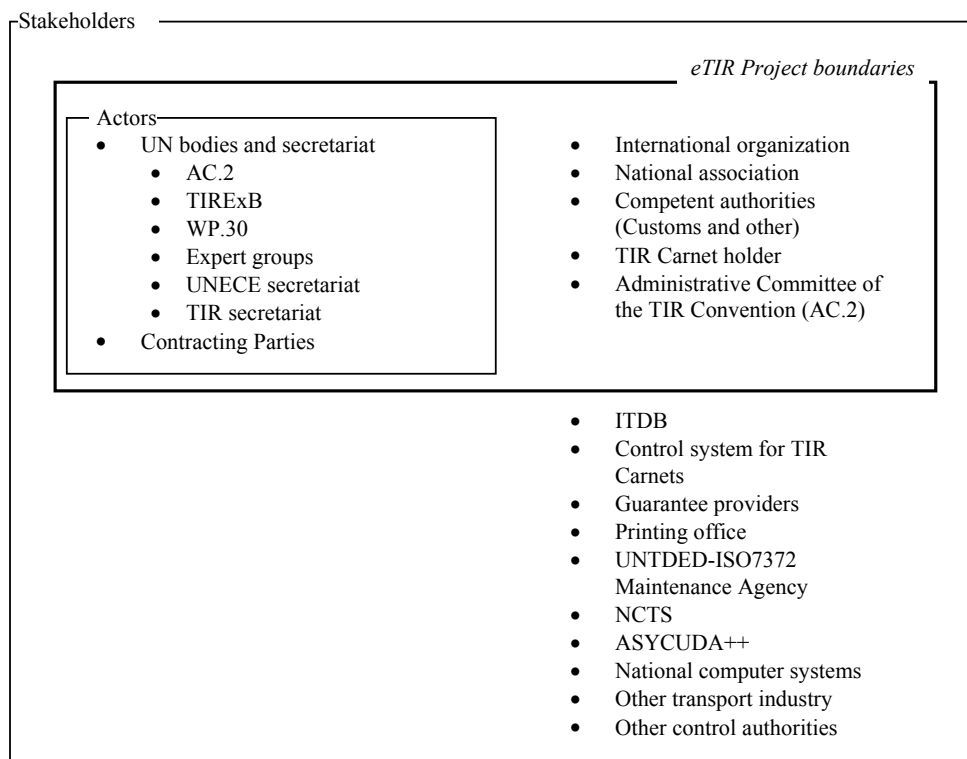 Stakeholders
eTIR Project boundaries
Actors
• UN bodies and secretariat
• AC.2
• TIRExB
• WP.30
• Expert groups
• UNECE secretariat
• TIR secretariat
• Contracting Parties
• International organization
• National association
• Competent authorities
(Customs and other)
• TIR Carnet holder
• Administrative Committee of
the TIR Convention (AC.2)
• ITDB
• Control system for TIR
Carnets
• Guarantee providers
• Printing office
• UNTDED-ISO7372
Maintenance Agency
• NCTS
• ASYCUDA++
• National computer systems
• Other transport industry
• Other control authorities